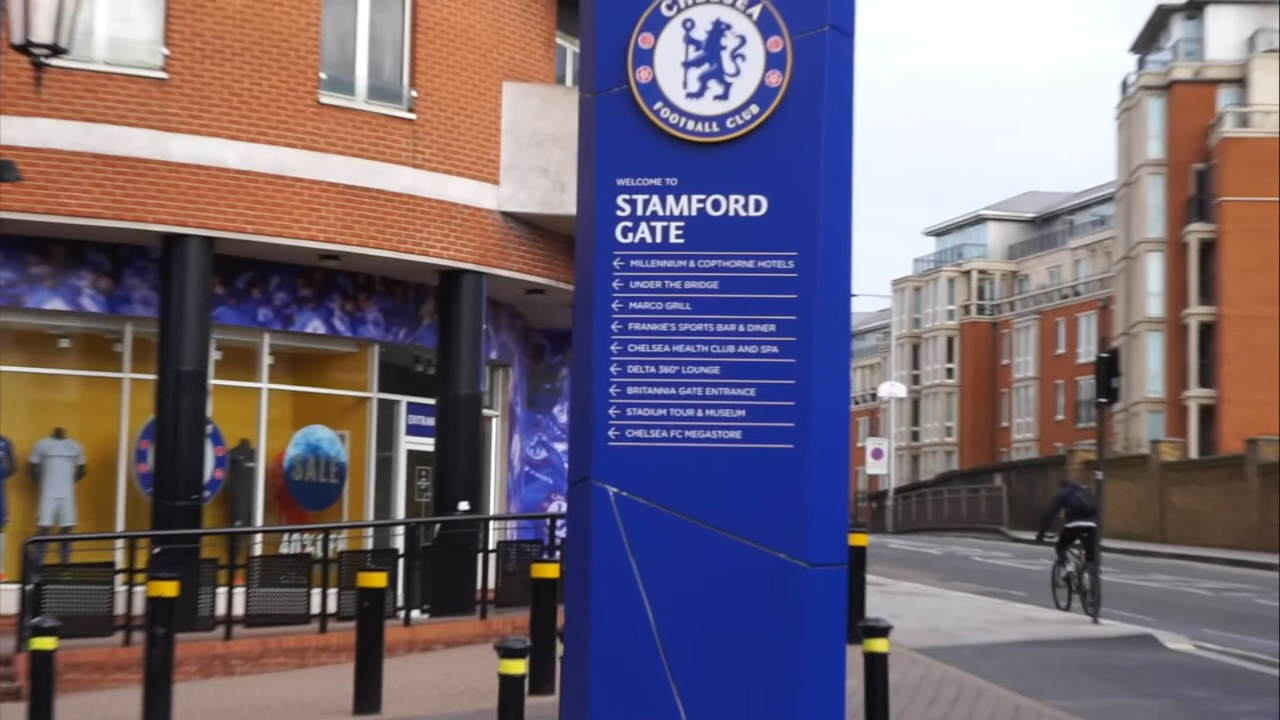 CHELSEA
FOOTBALL CLUB
WELCOME TO
STAMFORD
GATE
← MILLENNIUM & COPTHORNE HOTELS
← UNDER THE BRIDGE
← MARCO GRILL
← FRANKIE'S SPORTS BAR & DINER
← CHELSEA HEALTH CLUB AND SPA
← DELTA 360° LOUNGE
← BRITANNIA GATE ENTRANCE
← STADIUM TOUR & MUSEUM
← CHELSEA FC MEGASTORE
ENTRAN
SALE